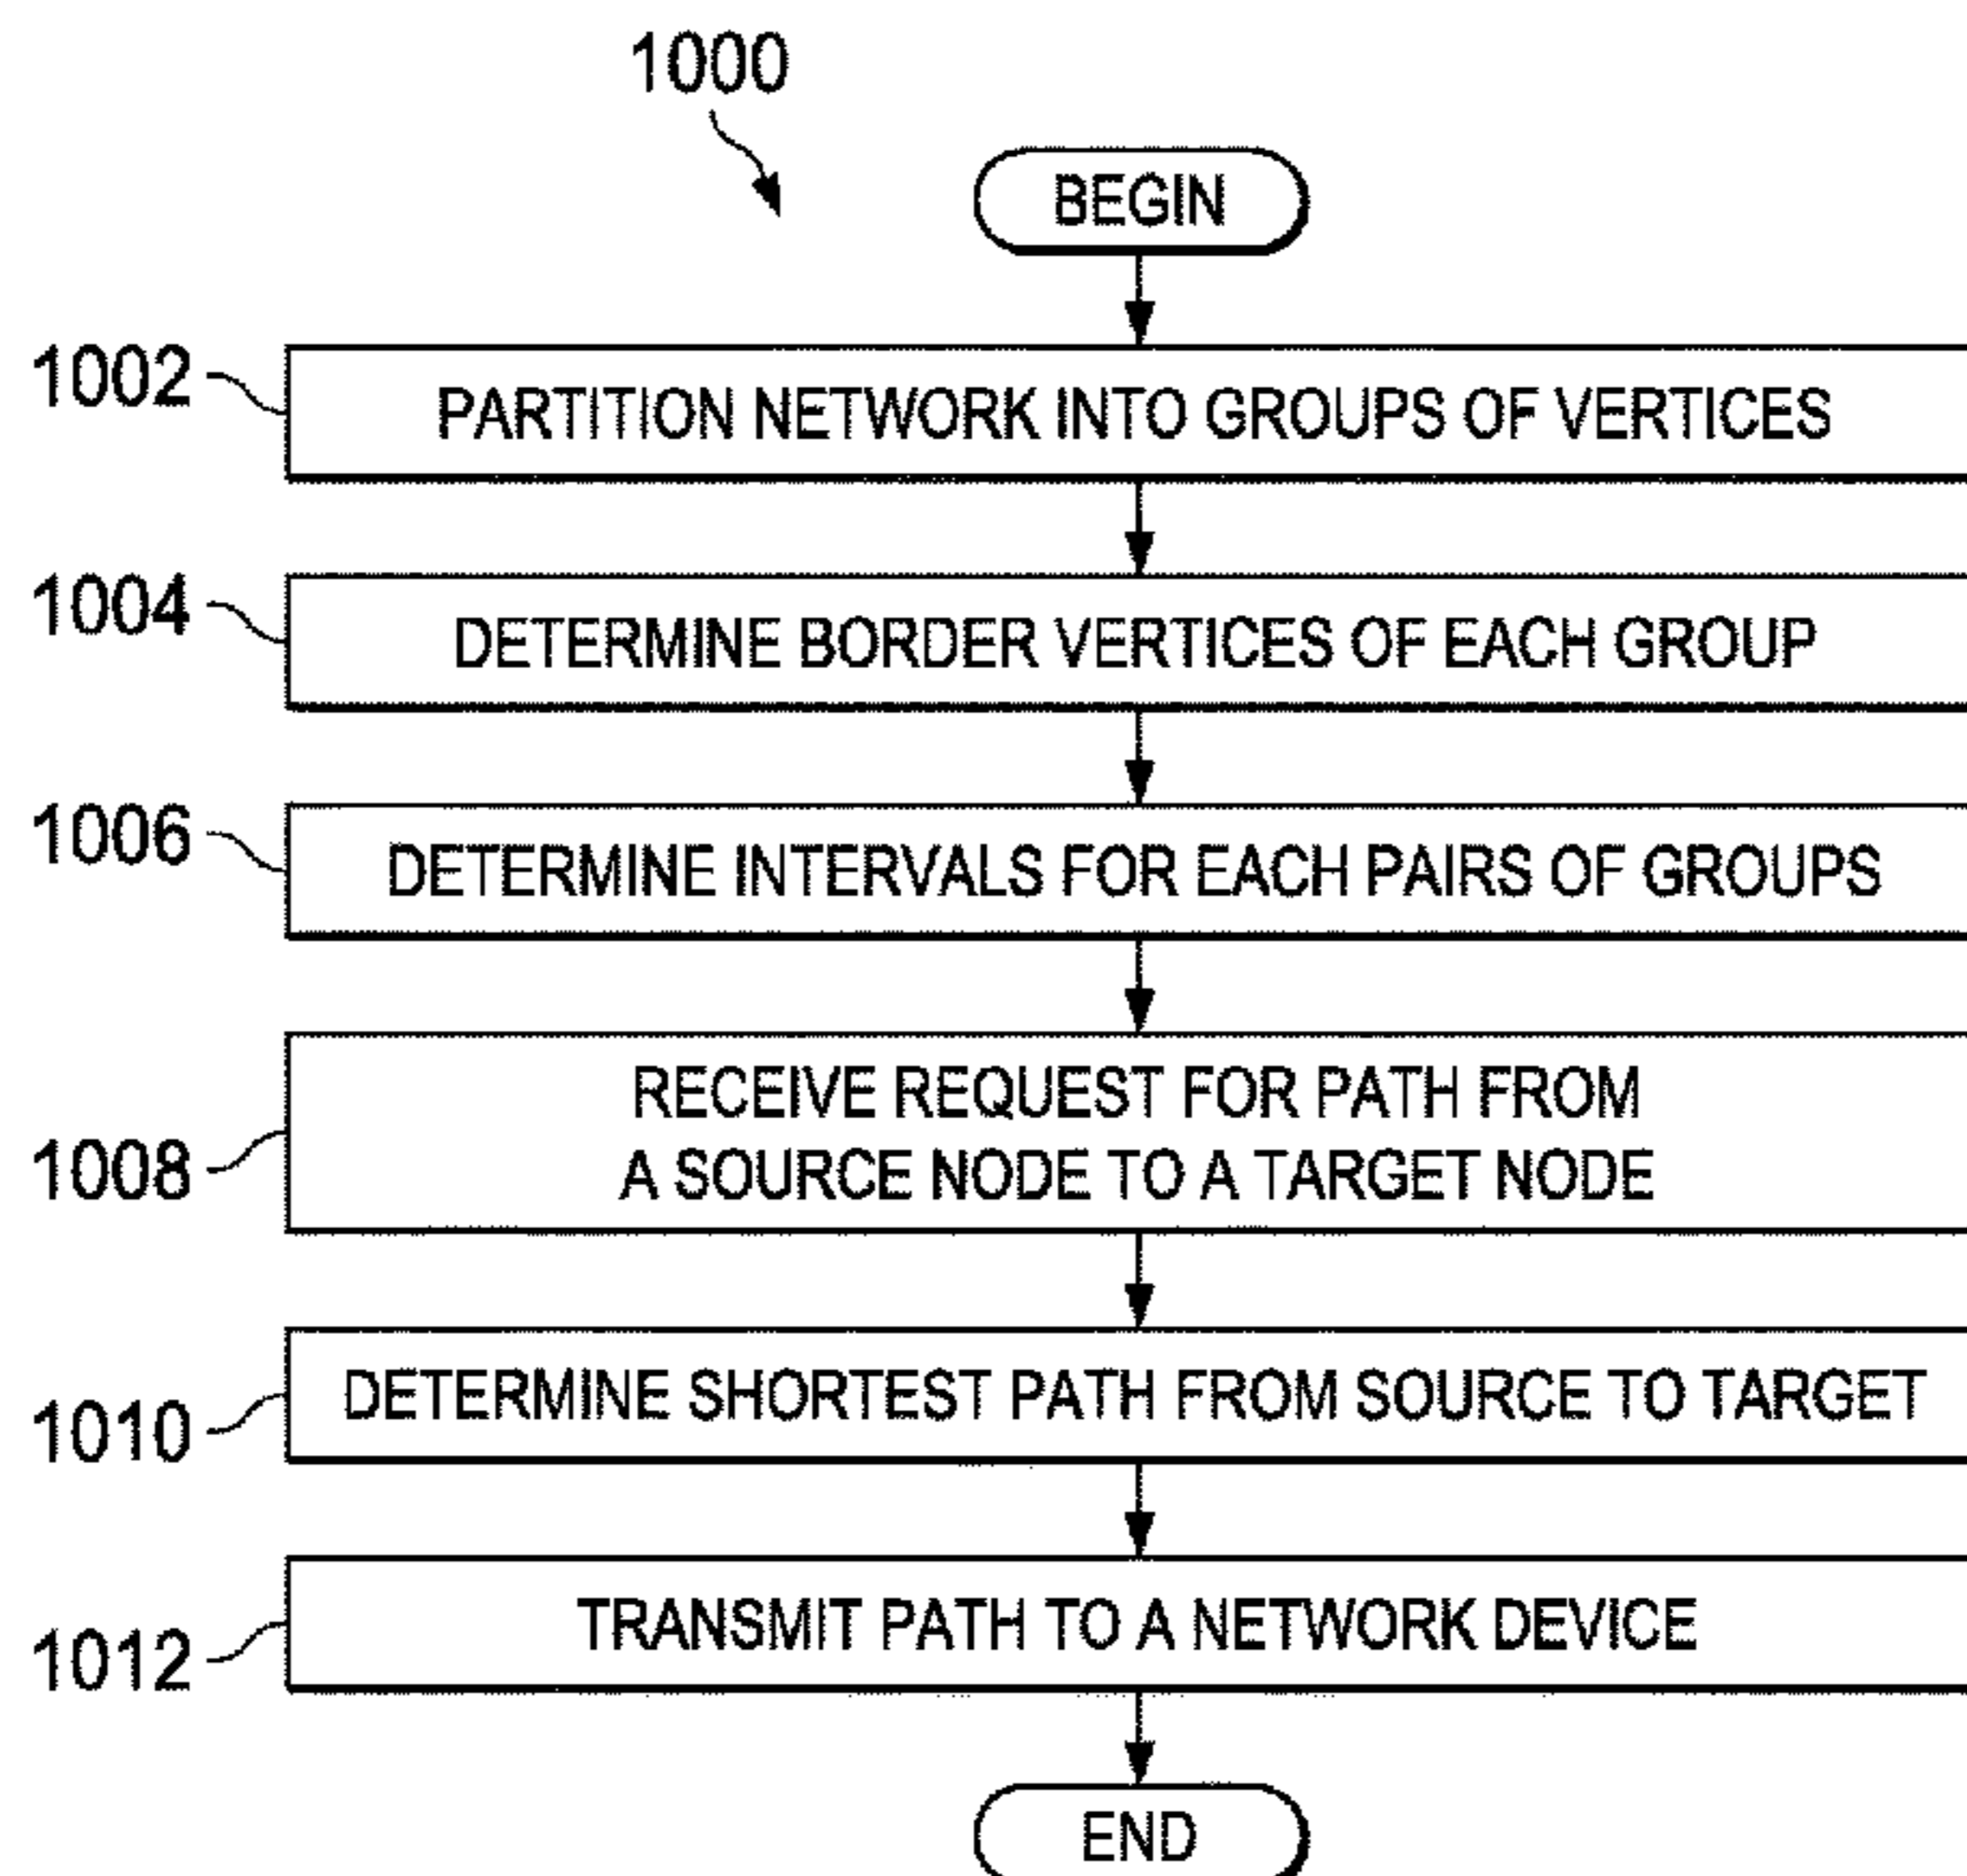 1000
BEGIN
1002
PARTITION NETWORK INTO GROUPS OF VERTICES
1004
DETERMINE BORDER VERTICES OF EACH GROUP
1006
DETERMINE INTERVALS FOR EACH PAIRS OF GROUPS
1008
RECEIVE REQUEST FOR PATH FROM
A SOURCE NODE TO A TARGET NODE
1010
DETERMINE SHORTEST PATH FROM SOURCE TO TARGET
1012
TRANSMIT PATH TO A NETWORK DEVICE
END